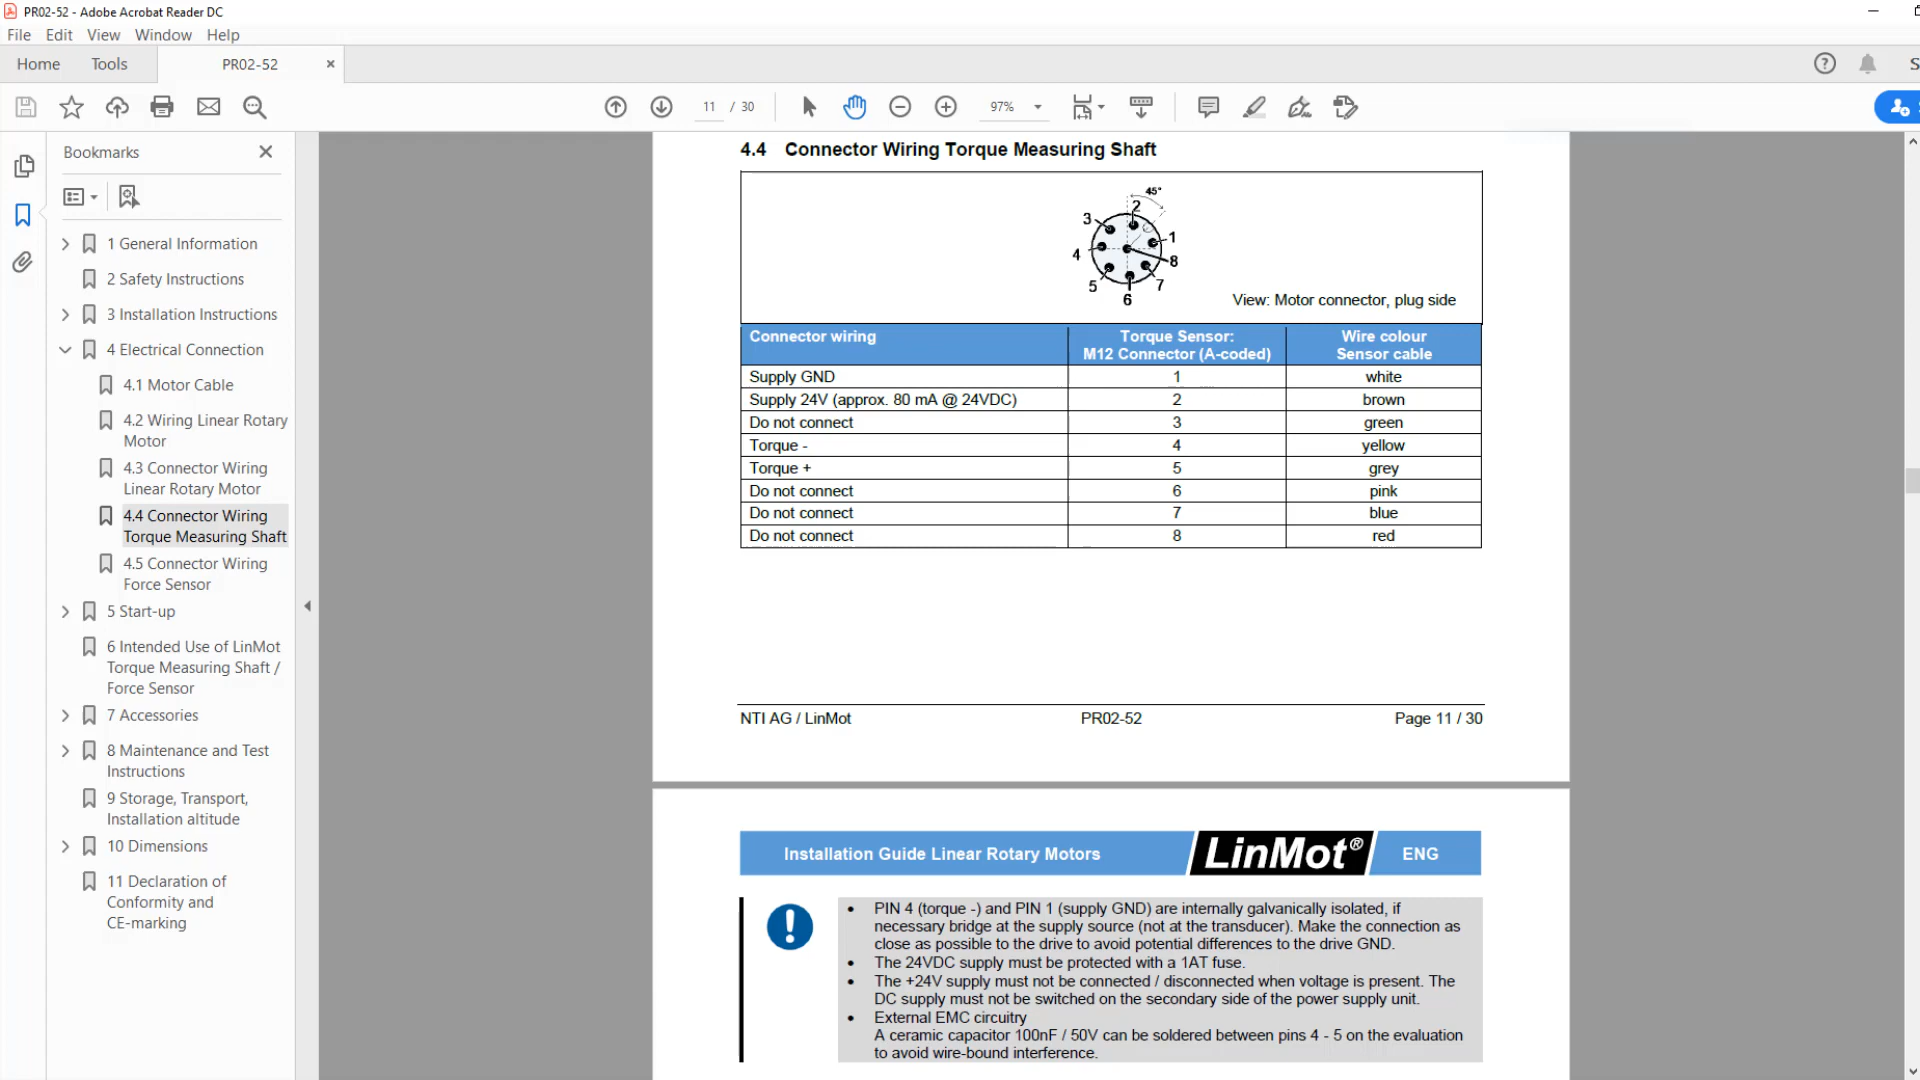 PR02-52 - Adobe Acrobat Reader DC
File Edit View Window Help
Home Tools PR02-52
11 / 30 97%
Bookmarks
1 General Information
2 Safety Instructions
3 Installation Instructions
4 Electrical Connection
4.1 Motor Cable
4.2 Wiring Linear Rotary
Motor
4.3 Connector Wiring
Linear Rotary Motor
4.4 Connector Wiring
Torque Measuring Shaft
4.5 Connector Wiring
Force Sensor
5 Start-up
6 Intended Use of LinMot
Torque Measuring Shaft /
Force Sensor
7 Accessories
8 Maintenance and Test
Instructions
9 Storage, Transport,
Installation altitude
10 Dimensions
11 Declaration of
Conformity and
CE-marking
4.4 Connector Wiring Torque Measuring Shaft
45°
2
3
1
4
8
5
7
6
View: Motor connector, plug side
Connector wiring Torque Sensor: M12 Connector (A-coded) Wire colour Sensor cable
Supply GND 1 white
Supply 24V (approx. 80 mA @ 24VDC) 2 brown
Do not connect 3 green
Torque - 4 yellow
Torque + 5 grey
Do not connect 6 pink
Do not connect 7 blue
Do not connect 8 red
NTI AG / LinMot PR02-52 Page 11 / 30
Installation Guide Linear Rotary Motors LinMot® ENG
• PIN 4 (torque -) and PIN 1 (supply GND) are internally galvanically isolated, if
necessary bridge at the supply source (not at the transducer). Make the connection as
close as possible to the drive to avoid potential differences to the drive GND.
• The 24VDC supply must be protected with a 1AT fuse.
• The +24V supply must not be connected / disconnected when voltage is present. The
DC supply must not be switched on the secondary side of the power supply unit.
• External EMC circuitry
A ceramic capacitor 100nF / 50V can be soldered between pins 4 - 5 on the evaluation
to avoid wire-bound interference.